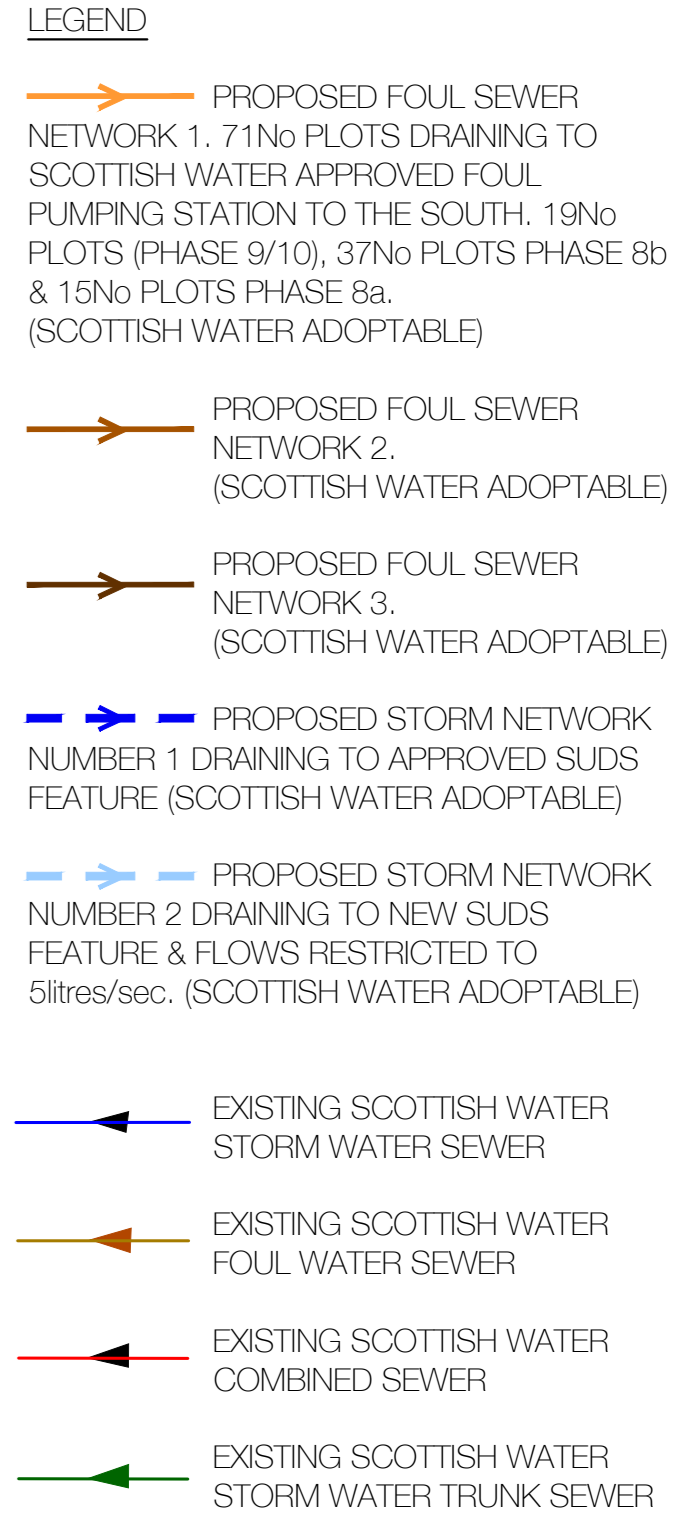 LEGEND
PROPOSED FOUL SEWER
NETWORK 1. 71No PLOTS DRAINING TO
SCOTTISH WATER APPROVED FOUL
PUMPING STATION TO THE SOUTH. 19No
PLOTS (PHASE 9/10), 37No PLOTS PHASE 8b
& 15No PLOTS PHASE 8a.
(SCOTTISH WATER ADOPTABLE)
PROPOSED FOUL SEWER
NETWORK 2.
(SCOTTISH WATER ADOPTABLE)
PROPOSED FOUL SEWER
NETWORK 3.
(SCOTTISH WATER ADOPTABLE)
PROPOSED STORM NETWORK
NUMBER 1 DRAINING TO APPROVED SUDS
FEATURE (SCOTTISH WATER ADOPTABLE)
PROPOSED STORM NETWORK
NUMBER 2 DRAINING TO NEW SUDS
FEATURE & FLOWS RESTRICTED TO
5litres/sec. (SCOTTISH WATER ADOPTABLE)
EXISTING SCOTTISH WATER
STORM WATER SEWER
EXISTING SCOTTISH WATER
FOUL WATER SEWER
EXISTING SCOTTISH WATER
COMBINED SEWER
EXISTING SCOTTISH WATER
STORM WATER TRUNK SEWER